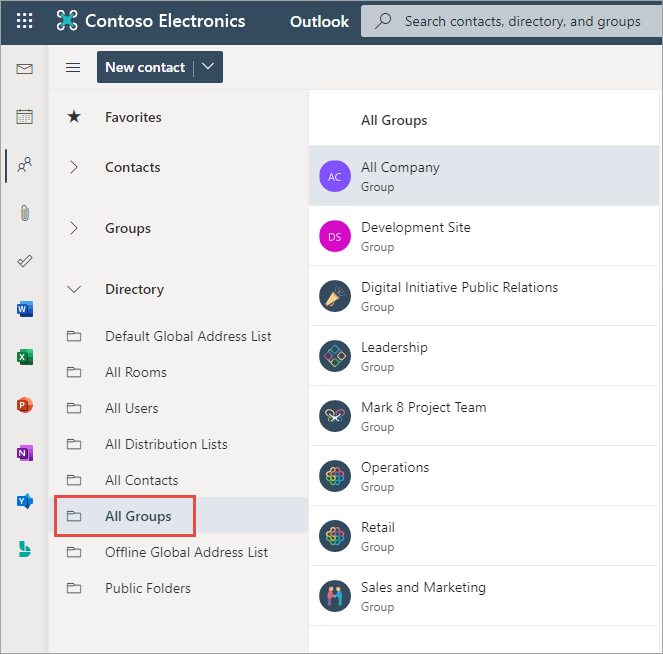 Contoso Electronics
Outlook
Search contacts, directory, and groups
New contact
Favorites
Contacts
Groups
Directory
Default Global Address List
All Rooms
All Users
All Distribution Lists
All Contacts
All Groups
Offline Global Address List
Public Folders
All Groups
AC
All Company
Group
DS
Development Site
Group
Digital Initiative Public Relations
Group
Leadership
Group
Mark 8 Project Team
Group
Operations
Group
Retail
Group
Sales and Marketing
Group
W
X
P
N
Y